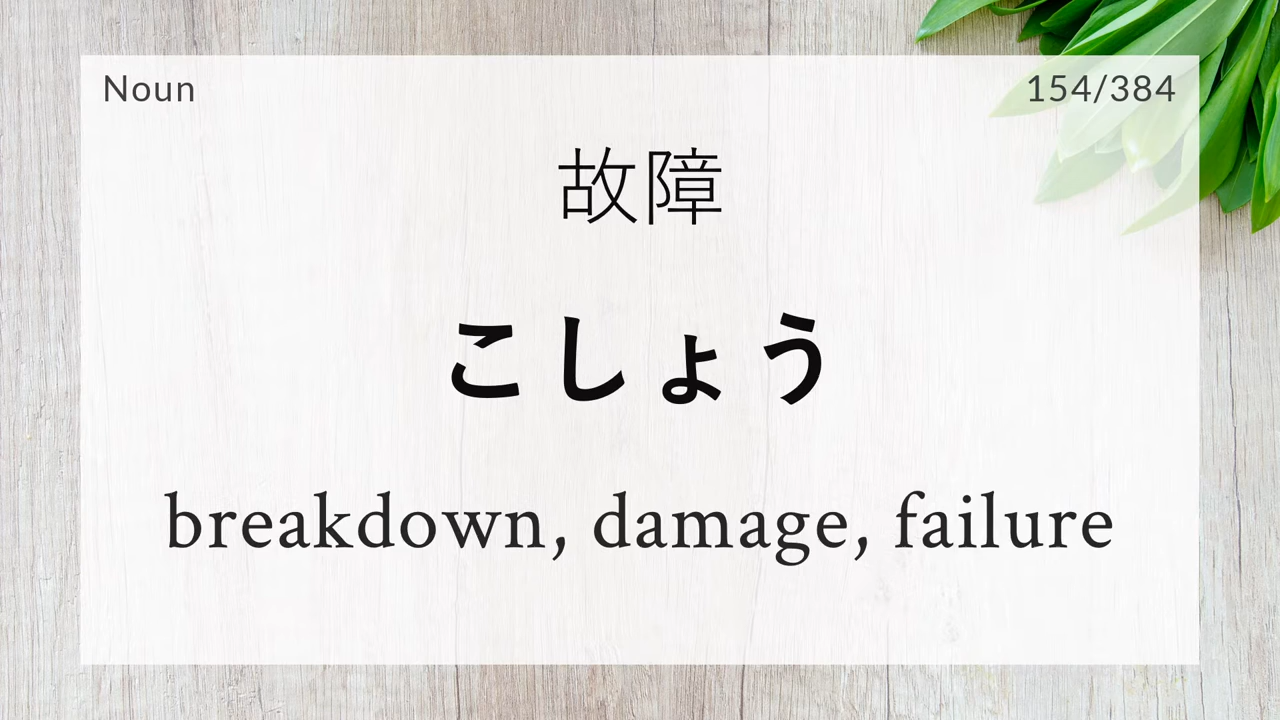 Noun
154/384
故障
こしょう
breakdown, damage, failure